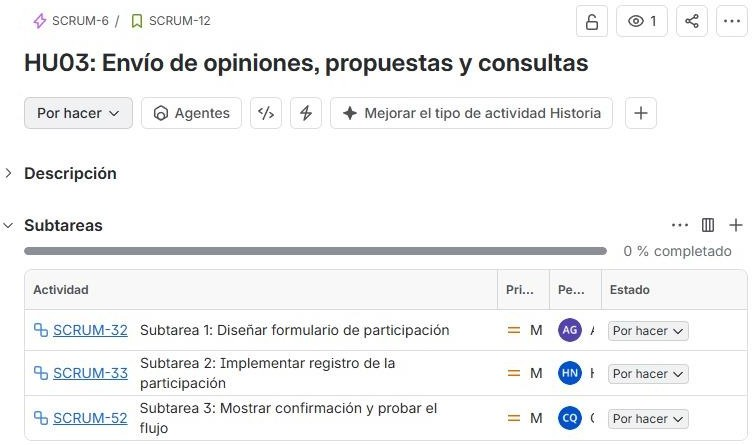 SCRUM-6 / SCRUM-12
1
HU03: Envío de opiniones, propuestas y consultas
Por hacer
Agentes
</>
Mejorar el tipo de actividad Historia
Descripción
Subtareas
0 % completado
Actividad Pri... Pe... Estado
SCRUM-32 Subtarea 1: Diseñar formulario de participación M AG Por hacer
SCRUM-33 Subtarea 2: Implementar registro de la
participación M HN Por hacer
SCRUM-52 Subtarea 3: Mostrar confirmación y probar el
flujo M CQ Por hacer